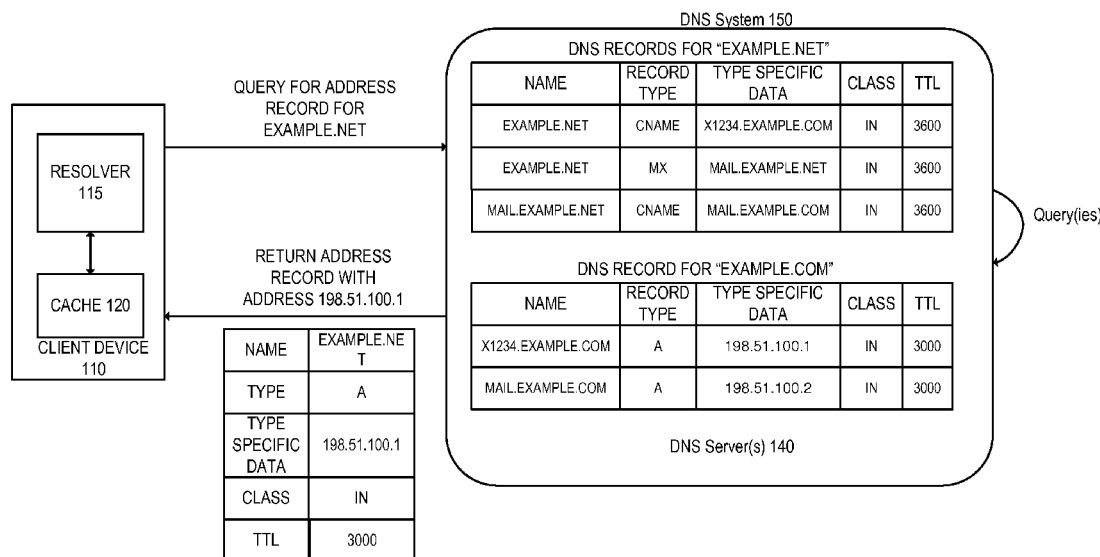 DNS System 150
DNS RECORDS FOR "EXAMPLE.NET"
NAME RECORD TYPE TYPE SPECIFIC DATA CLASS TTL
EXAMPLE.NET CNAME X1234.EXAMPLE.COM IN 3600
EXAMPLE.NET MX MAIL.EXAMPLE.NET IN 3600
MAIL.EXAMPLE.NET CNAME MAIL.EXAMPLE.COM IN 3600
QUERY FOR ADDRESS
RECORD FOR
EXAMPLE.NET
RESOLVER
115
CACHE 120
CLIENT DEVICE
110
Query(ies)
RETURN ADDRESS
RECORD WITH
ADDRESS 198.51.100.1
DNS RECORD FOR "EXAMPLE.COM"
NAME RECORD TYPE TYPE SPECIFIC DATA CLASS TTL
X1234.EXAMPLE.COM A 198.51.100.1 IN 3000
MAIL.EXAMPLE.COM A 198.51.100.2 IN 3000
DNS Server(s) 140
NAME EXAMPLE.NE
T
TYPE A
TYPE
SPECIFIC 198.51.100.1
DATA
CLASS IN
TTL 3000